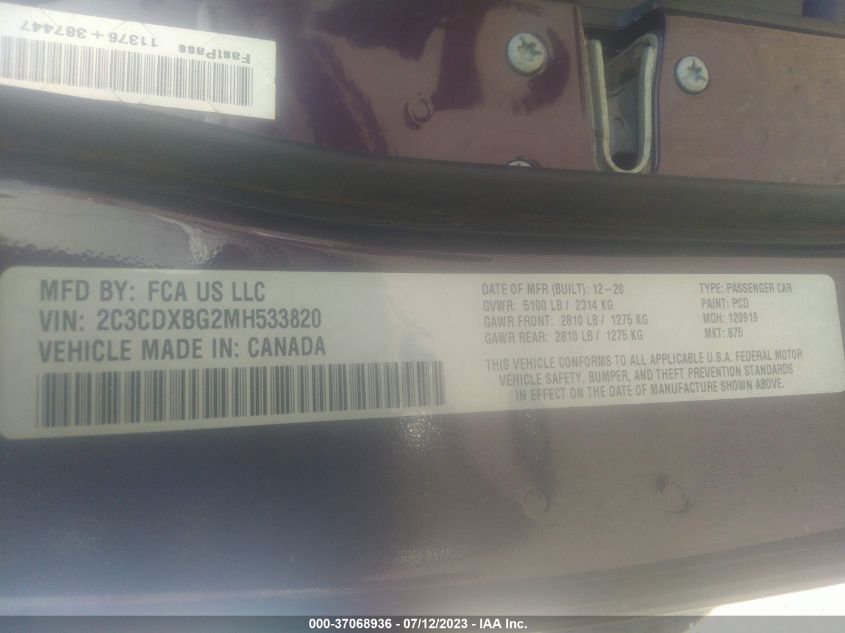 11376 + 387447
FastPass
MFD BY: FCA US LLC
VIN: 2C3CDXBG2MH533820
VEHICLE MADE IN: CANADA
DATE OF MFR (BUILT): 12-20
GVWR: 5100 LB / 2314 KG
GAWR FRONT: 2810 LB / 1275 KG
GAWR REAR: 2810 LB / 1275 KG
TYPE: PASSENGER CAR
PAINT: PCD
MDH: 120919
MKT: 875
THIS VEHICLE CONFORMS TO ALL APPLICABLE U.S.A. FEDERAL MOTOR
VEHICLE SAFETY, BUMPER, AND THEFT PREVENTION STANDARDS
IN EFFECT ON THE DATE OF MANUFACTURE SHOWN ABOVE.
000-37068936 - 07/12/2023 - IAA Inc.